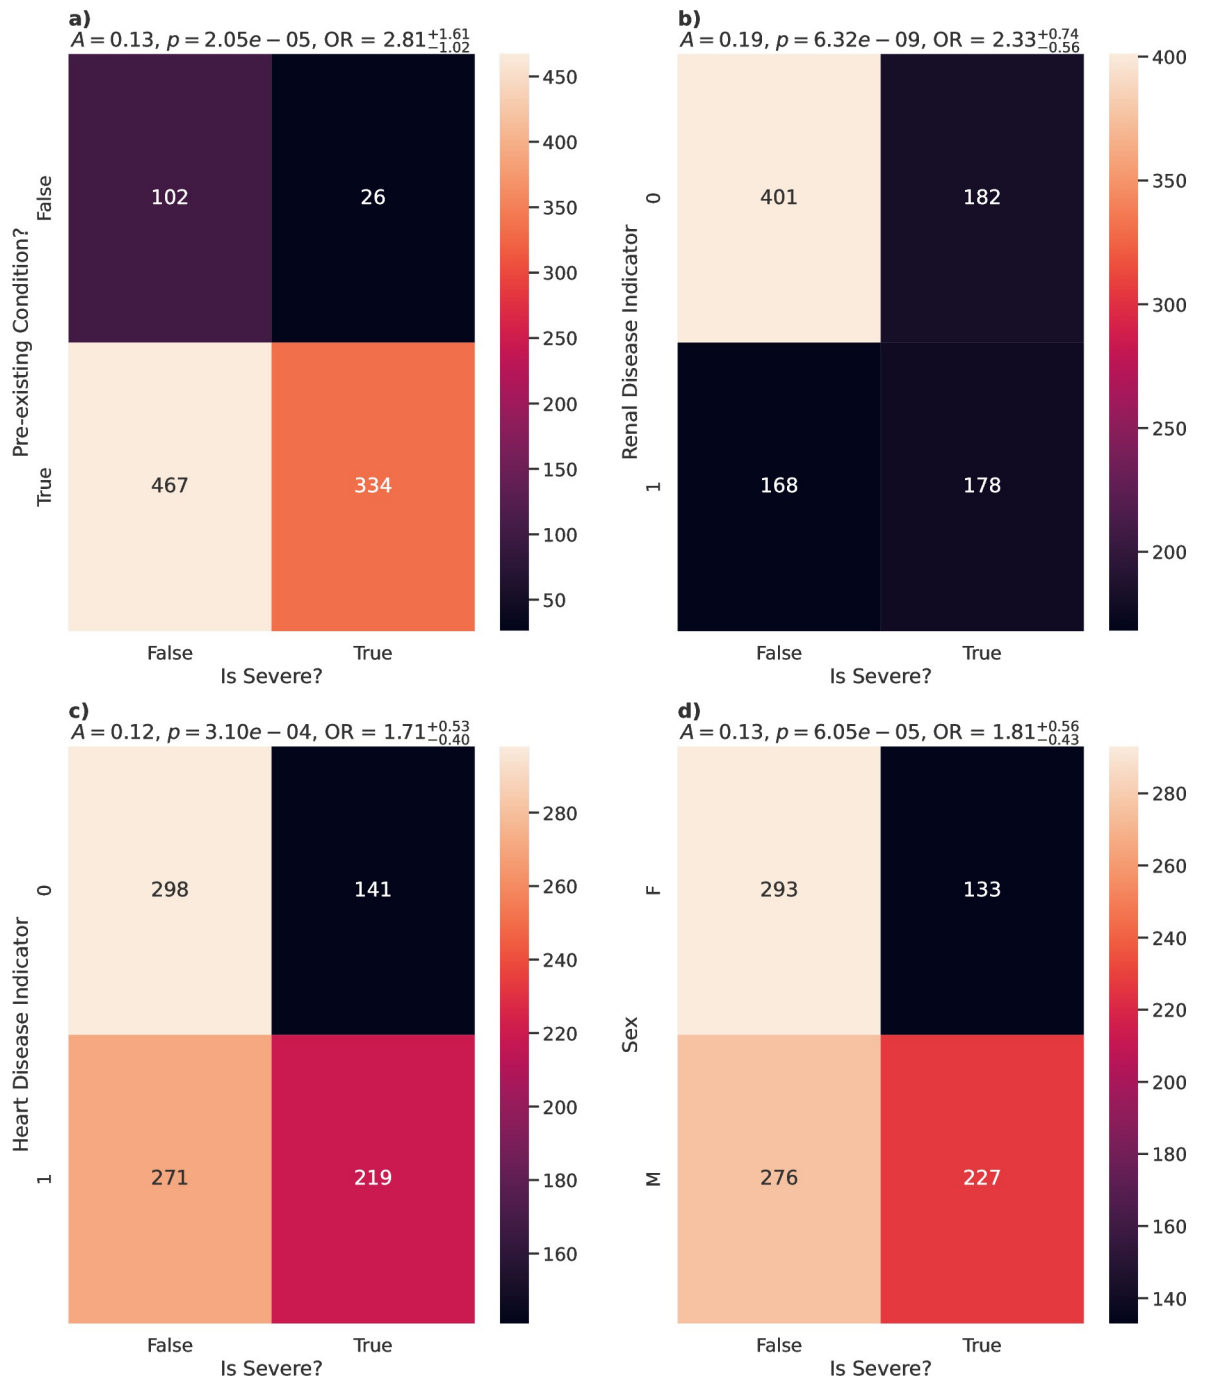 a)
A = 0.13, p = 2.05e − 05, OR = 2.81 +1.61 −1.02
450
400
350
300
250
200
150
100
50
102
26
467
334
False
True
Pre-existing Condition?
False
True
Is Severe?
b)
A = 0.19, p = 6.32e − 09, OR = 2.33 +0.74 −0.56
400
350
300
250
200
401
182
168
178
0
1
Renal Disease Indicator
False
True
Is Severe?
c)
A = 0.12, p = 3.10e − 04, OR = 1.71 +0.53 −0.40
280
260
240
220
200
180
160
298
141
271
219
0
1
Heart Disease Indicator
False
True
Is Severe?
d)
A = 0.13, p = 6.05e − 05, OR = 1.81 +0.56 −0.43
280
260
240
220
200
180
160
140
293
133
276
227
F
M
Sex
False
True
Is Severe?